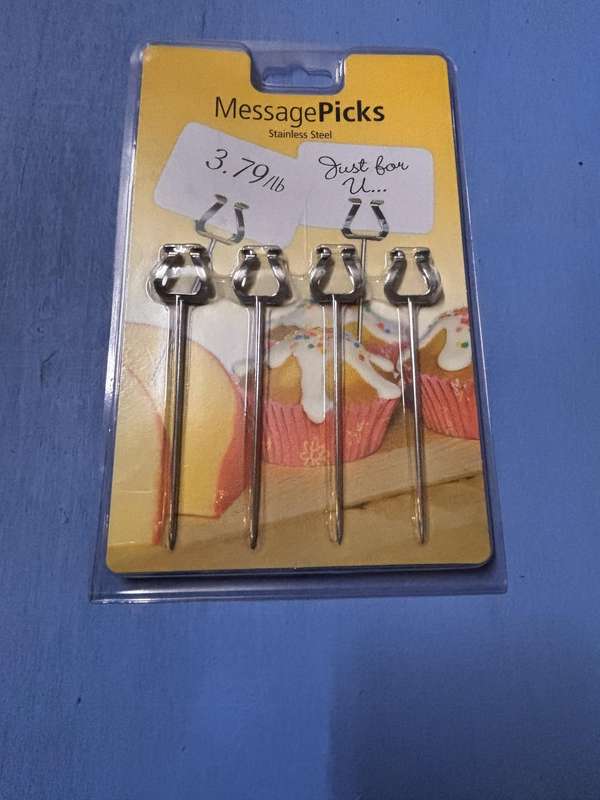 MessagePicks
Stainless Steel
3.79/lb
Just for
U...